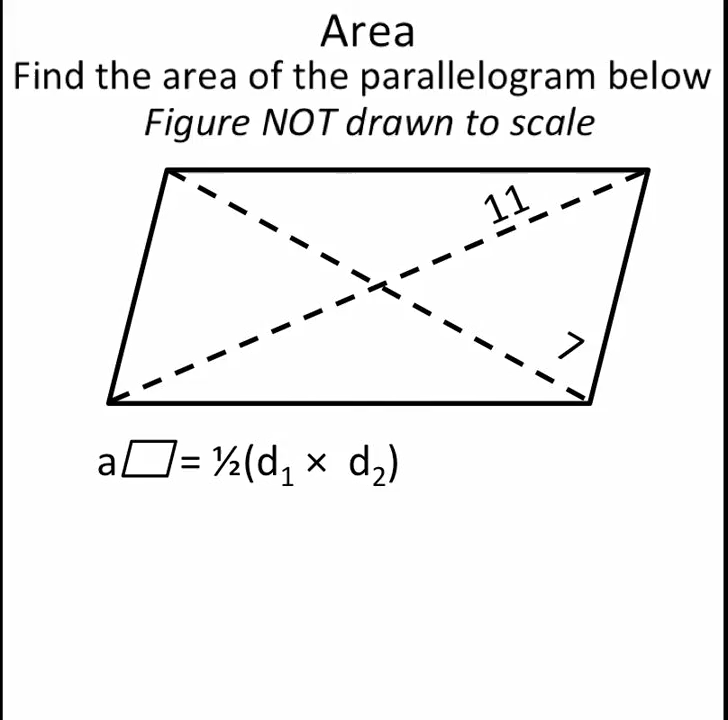 Area
Find the area of the parallelogram below
Figure NOT drawn to scale
11
7
a▱= ½(d₁ × d₂)